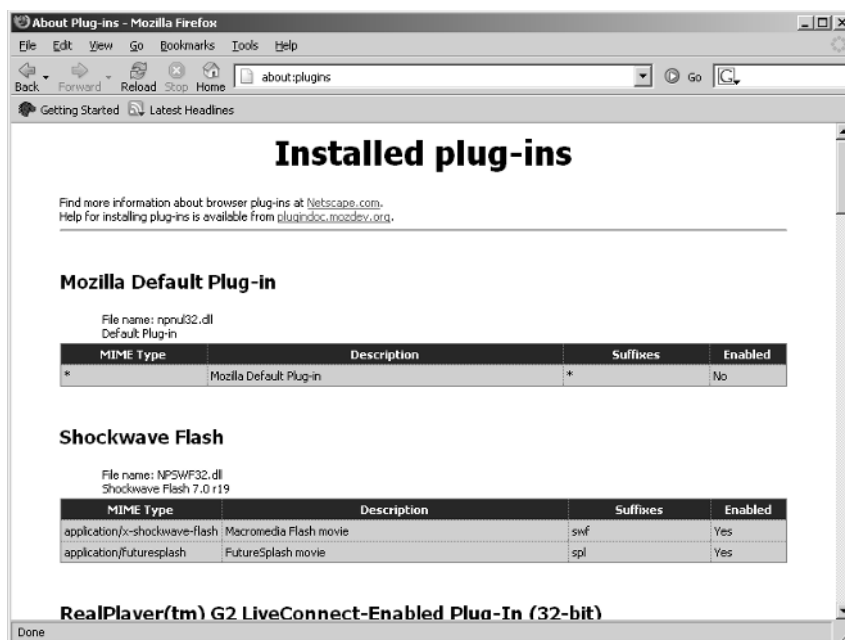 About Plug-ins - Mozilla Firefox
File Edit View Go Bookmarks Tools Help
Back Forward Reload Stop Home about:plugins Go G
Getting Started Latest Headlines
Installed plug-ins
Find more information about browser plug-ins at Netscape.com.
Help for installing plug-ins is available from plugindoc.mozdev.org.
Mozilla Default Plug-in
File name: npnul32.dll
Default Plug-in
MIME Type Description Suffixes Enabled
* Mozilla Default Plug-in * No
Shockwave Flash
File name: NPSWF32.dll
Shockwave Flash 7.0 r19
MIME Type Description Suffixes Enabled
application/x-shockwave-flash Macromedia Flash movie swf Yes
application/futuresplash FutureSplash movie spl Yes
RealPlayer(tm) G2 LiveConnect-Enabled Plug-In (32-bit)
Done